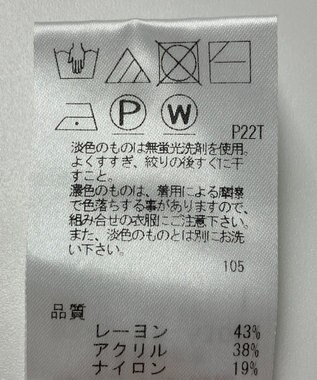 P W
P22T
淡色のものは無蛍光洗剤を使用。
よくすすぎ、絞りの後すぐに干
すこと。
濃色のものは、着用による摩擦
で色落ちする事がありますので、
組み合せの衣服にご注意下さい。
また、淡色のものとは別にお洗
い下さい。
105
品質
レーヨン 43%
アクリル 38%
ナイロン 19%